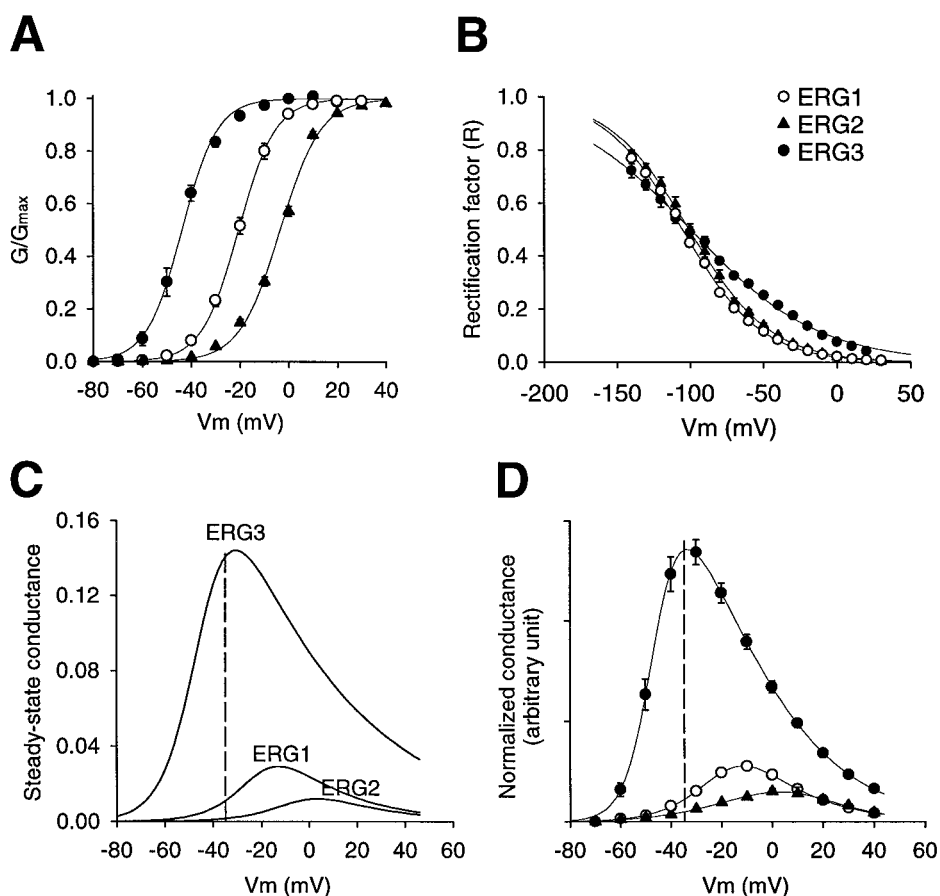 A
G/Gmax
1.0
0.8
0.6
0.4
0.2
0.0
-80 -60 -40 -20 0 20 40
Vm (mV)
B
Rectification factor (R)
1.0
0.8
0.6
0.4
0.2
0.0
-200 -150 -100 -50 0 50
Vm (mV)
ERG1
ERG2
ERG3
C
Steady-state conductance
0.16
0.12
0.08
0.04
0.00
ERG3
ERG1
ERG2
-80 -60 -40 -20 0 20 40 60
Vm (mV)
D
Normalized conductance
(arbitrary unit)
-80 -60 -40 -20 0 20 40 60
Vm (mV)